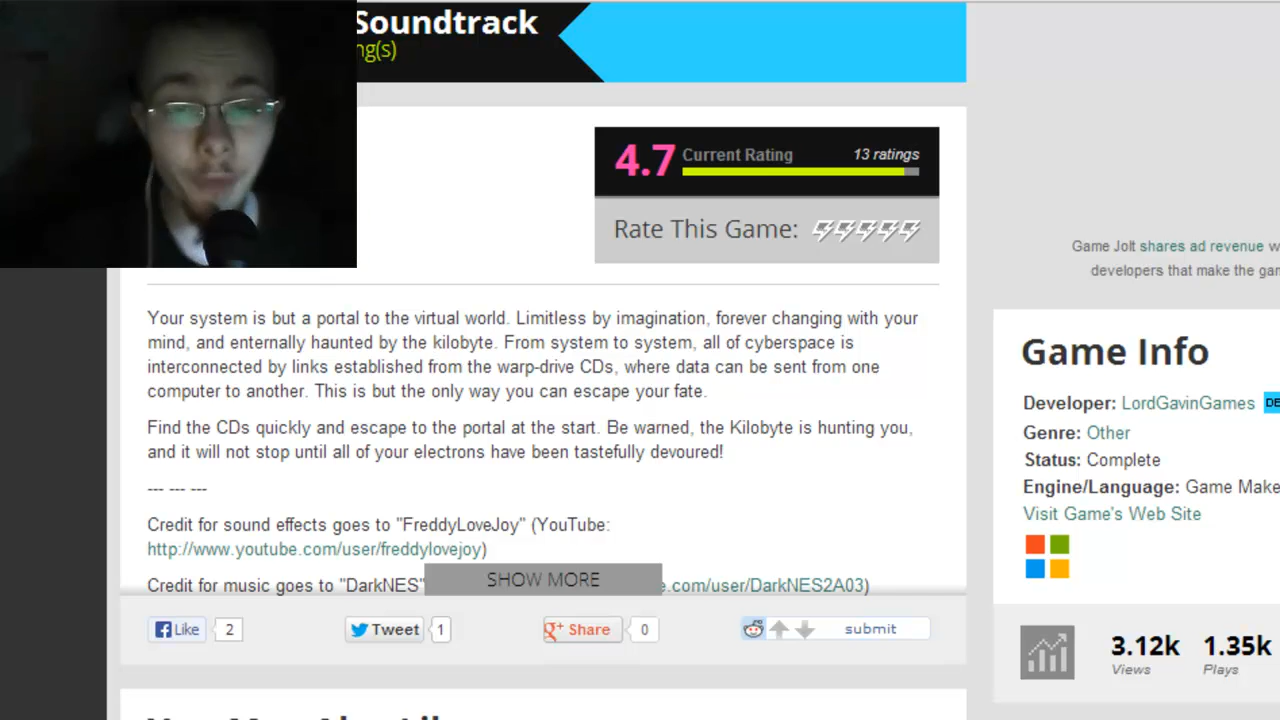 Soundtrack
ng(s)
4.7 Current Rating 13 ratings
Rate This Game:
Game Jolt shares ad revenue w
developers that make the gam
Your system is but a portal to the virtual world. Limitless by imagination, forever changing with your
mind, and enternally haunted by the kilobyte. From system to system, all of cyberspace is
interconnected by links established from the warp-drive CDs, where data can be sent from one
computer to another. This is but the only way you can escape your fate.
Find the CDs quickly and escape to the portal at the start. Be warned, the Kilobyte is hunting you,
and it will not stop until all of your electrons have been tastefully devoured!
--- --- ---
Credit for sound effects goes to "FreddyLoveJoy" (YouTube:
http://www.youtube.com/user/freddylovejoy)
Credit for music goes to "DarkNES" e.com/user/DarkNES2A03)
SHOW MORE
Like 2
Tweet 1
Share 0
submit
Game Info
Developer: LordGavinGames DE
Genre: Other
Status: Complete
Engine/Language: Game Make
Visit Game's Web Site
3.12k Views
1.35k Plays